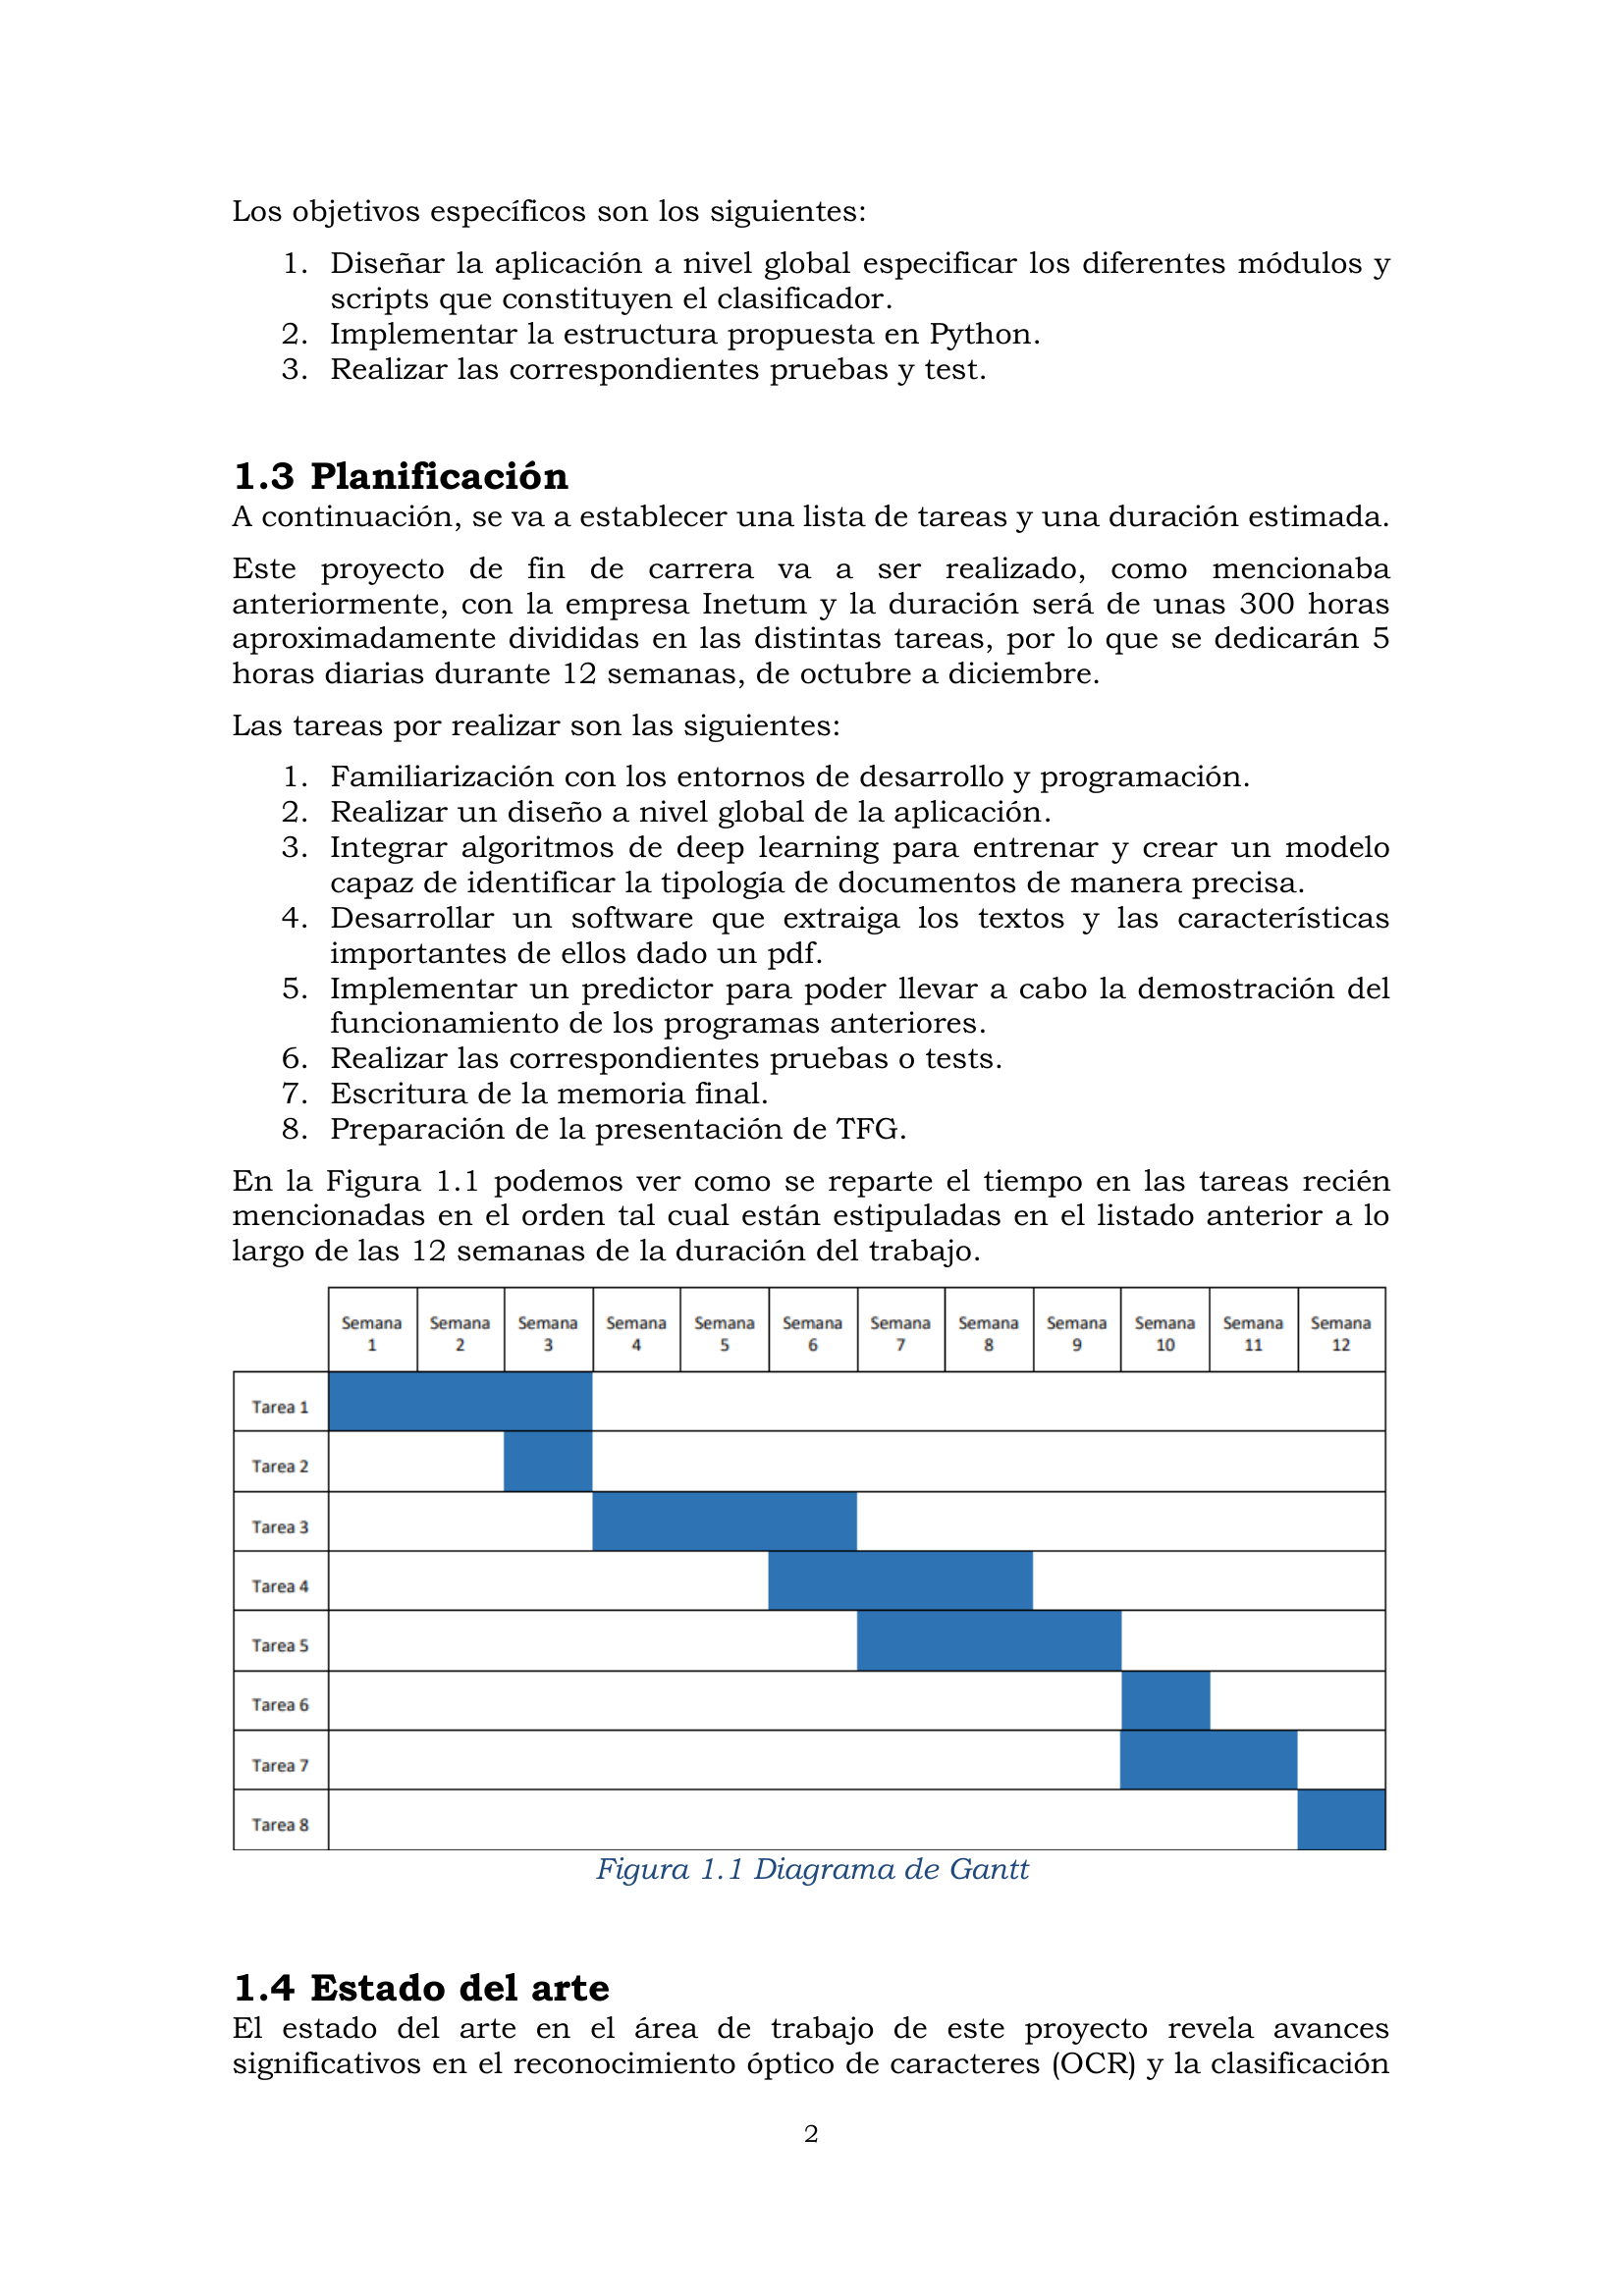 Los objetivos específicos son los siguientes:
1. Diseñar la aplicación a nivel global especificar los diferentes módulos y
scripts que constituyen el clasificador.
2. Implementar la estructura propuesta en Python.
3. Realizar las correspondientes pruebas y test.
1.3 Planificación
A continuación, se va a establecer una lista de tareas y una duración estimada.
Este proyecto de fin de carrera va a ser realizado, como mencionaba
anteriormente, con la empresa Inetum y la duración será de unas 300 horas
aproximadamente divididas en las distintas tareas, por lo que se dedicarán 5
horas diarias durante 12 semanas, de octubre a diciembre.
Las tareas por realizar son las siguientes:
1. Familiarización con los entornos de desarrollo y programación.
2. Realizar un diseño a nivel global de la aplicación.
3. Integrar algoritmos de deep learning para entrenar y crear un modelo
capaz de identificar la tipología de documentos de manera precisa.
4. Desarrollar un software que extraiga los textos y las características
importantes de ellos dado un pdf.
5. Implementar un predictor para poder llevar a cabo la demostración del
funcionamiento de los programas anteriores.
6. Realizar las correspondientes pruebas o tests.
7. Escritura de la memoria final.
8. Preparación de la presentación de TFG.
En la Figura 1.1 podemos ver como se reparte el tiempo en las tareas recién
mencionadas en el orden tal cual están estipuladas en el listado anterior a lo
largo de las 12 semanas de la duración del trabajo.
Semana Semana Semana Semana Semana Semana Semana Semana Semana Semana Semana Semana
1 2 3 4 5 6 7 8 9 10 11 12
Tarea 1
Tarea 2
Tarea 3
Tarea 4
Tarea 5
Tarea 6
Tarea 7
Tarea 8
Figura 1.1 Diagrama de Gantt
1.4 Estado del arte
El estado del arte en el área de trabajo de este proyecto revela avances
significativos en el reconocimiento óptico de caracteres (OCR) y la clasificación
2